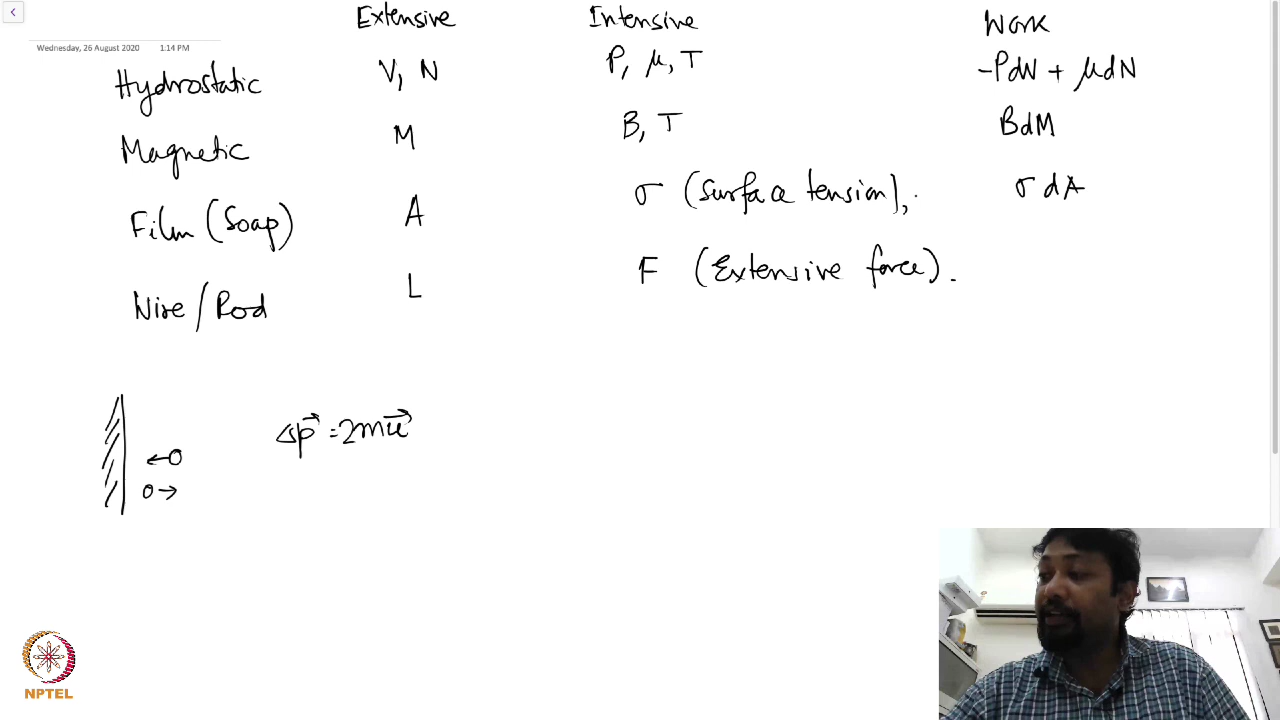 Extensive Intensive Work
Wednesday, 26 August 2020 1:14 PM
Hydrostatic V, N P, μ, T -PdV + μdN
Magnetic M B, T BdM
Film (Soap) A σ (Surface tension), σ dA
Wire / Rod L F (Extensive force).
Δp⃗ = 2mu⃗
NPTEL